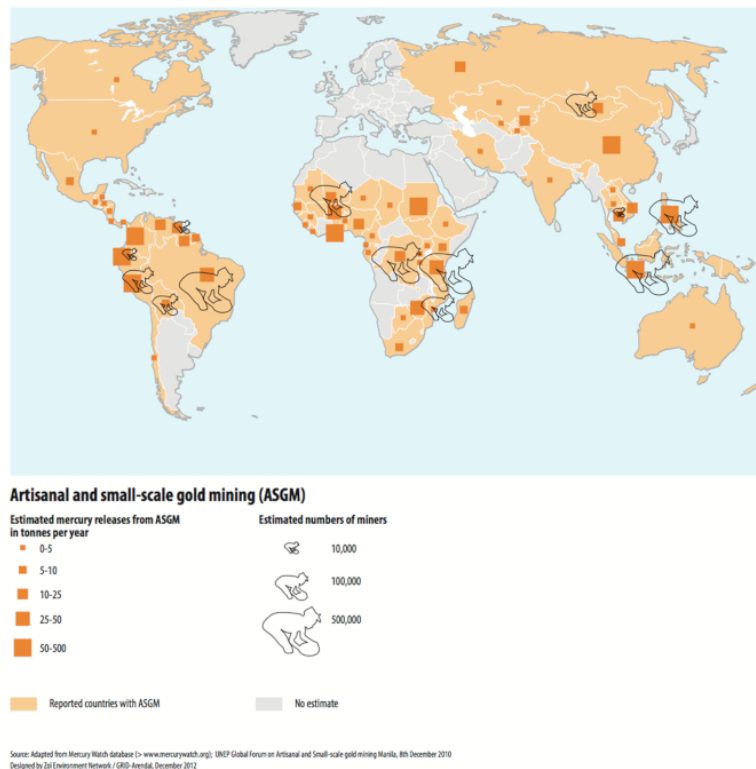 Artisanal and small-scale gold mining (ASGM)
Estimated mercury releases from ASGM
in tonnes per year
0-5
5-10
10-25
25-50
50-500
Estimated numbers of miners
10,000
100,000
500,000
Reported countries with ASGM
No estimate
Source: Adapted from Mercury Watch database (> www.mercurywatch.org); UNEP Global Forum on Artisanal and Small-scale gold mining Manila, 8th December 2010
Designed by Zoï Environment Network / GRID-Arendal, December 2012